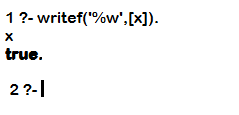 1 ?- writef('%w',[x]).
x
true.
2 ?-